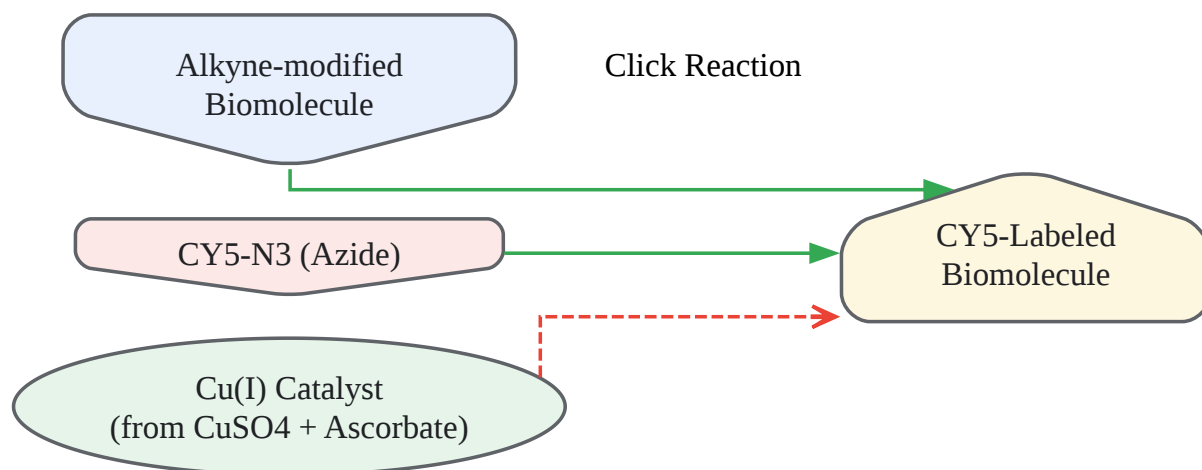 Alkyne-modified
Biomolecule
Click Reaction
CY5-N3 (Azide)
CY5-Labeled
Biomolecule
Cu(I) Catalyst
(from CuSO4 + Ascorbate)